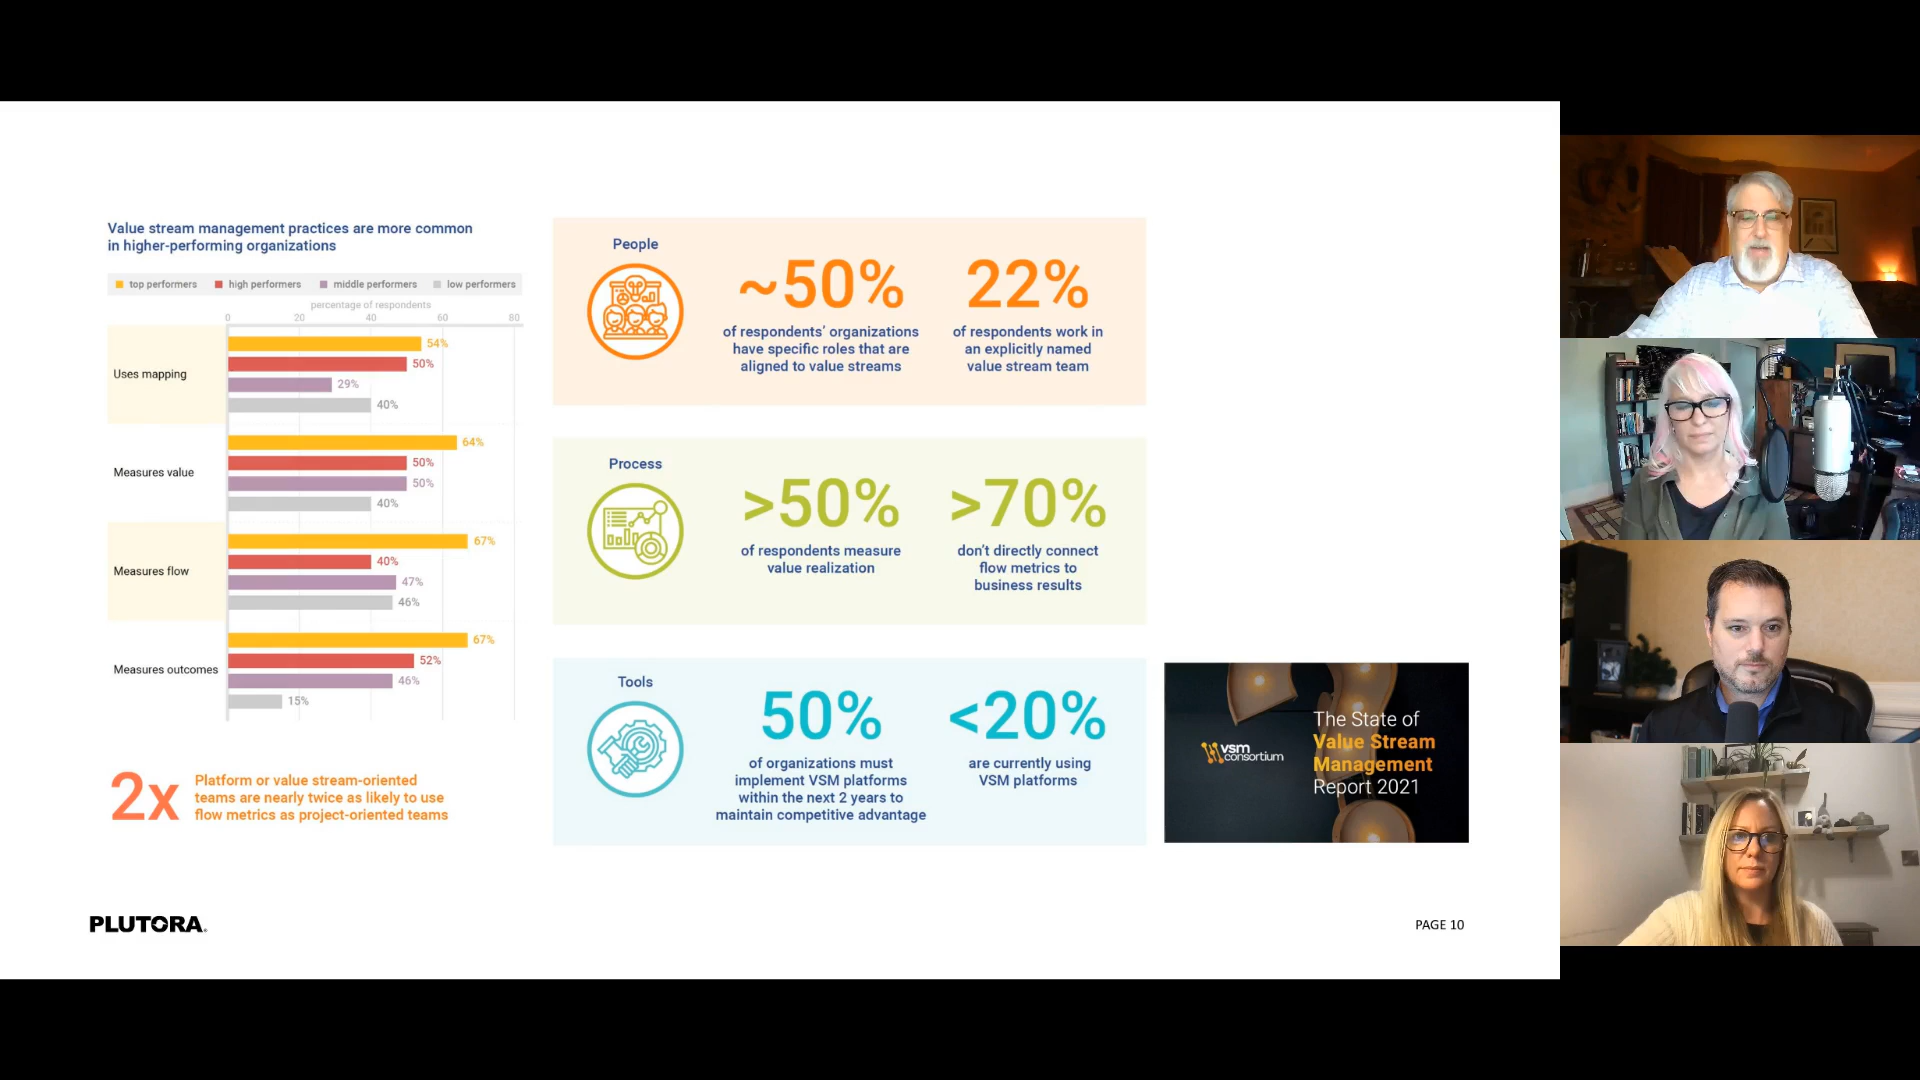 Value stream management practices are more common
in higher-performing organizations
top performers high performers middle performers low performers
percentage of respondents
0 20 40 60 80
Uses mapping
54%
50%
29%
40%
Measures value
64%
50%
50%
40%
Measures flow
67%
40%
47%
46%
Measures outcomes
67%
52%
46%
15%
2x
Platform or value stream-oriented
teams are nearly twice as likely to use
flow metrics as project-oriented teams
People
~50%
of respondents' organizations
have specific roles that are
aligned to value streams
22%
of respondents work in
an explicitly named
value stream team
Process
>50%
of respondents measure
value realization
>70%
don't directly connect
flow metrics to
business results
Tools
50%
of organizations must
implement VSM platforms
within the next 2 years to
maintain competitive advantage
<20%
are currently using
VSM platforms
vsm
consortium
The State of
Value Stream
Management
Report 2021
PLUTORA
PAGE 10